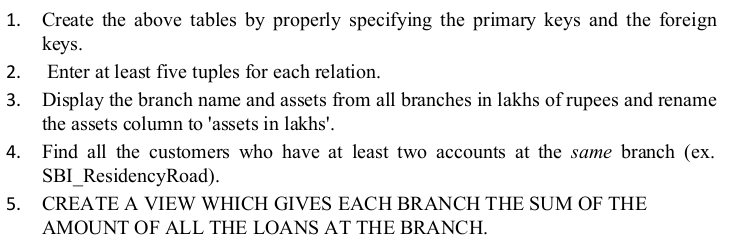 1. Create the above tables by properly specifying the primary keys and the foreign
keys.
2. Enter at least five tuples for each relation.
3. Display the branch name and assets from all branches in lakhs of rupees and rename
the assets column to 'assets in lakhs'.
4. Find all the customers who have at least two accounts at the same branch (ex.
SBI_ResidencyRoad).
5. CREATE A VIEW WHICH GIVES EACH BRANCH THE SUM OF THE
AMOUNT OF ALL THE LOANS AT THE BRANCH.